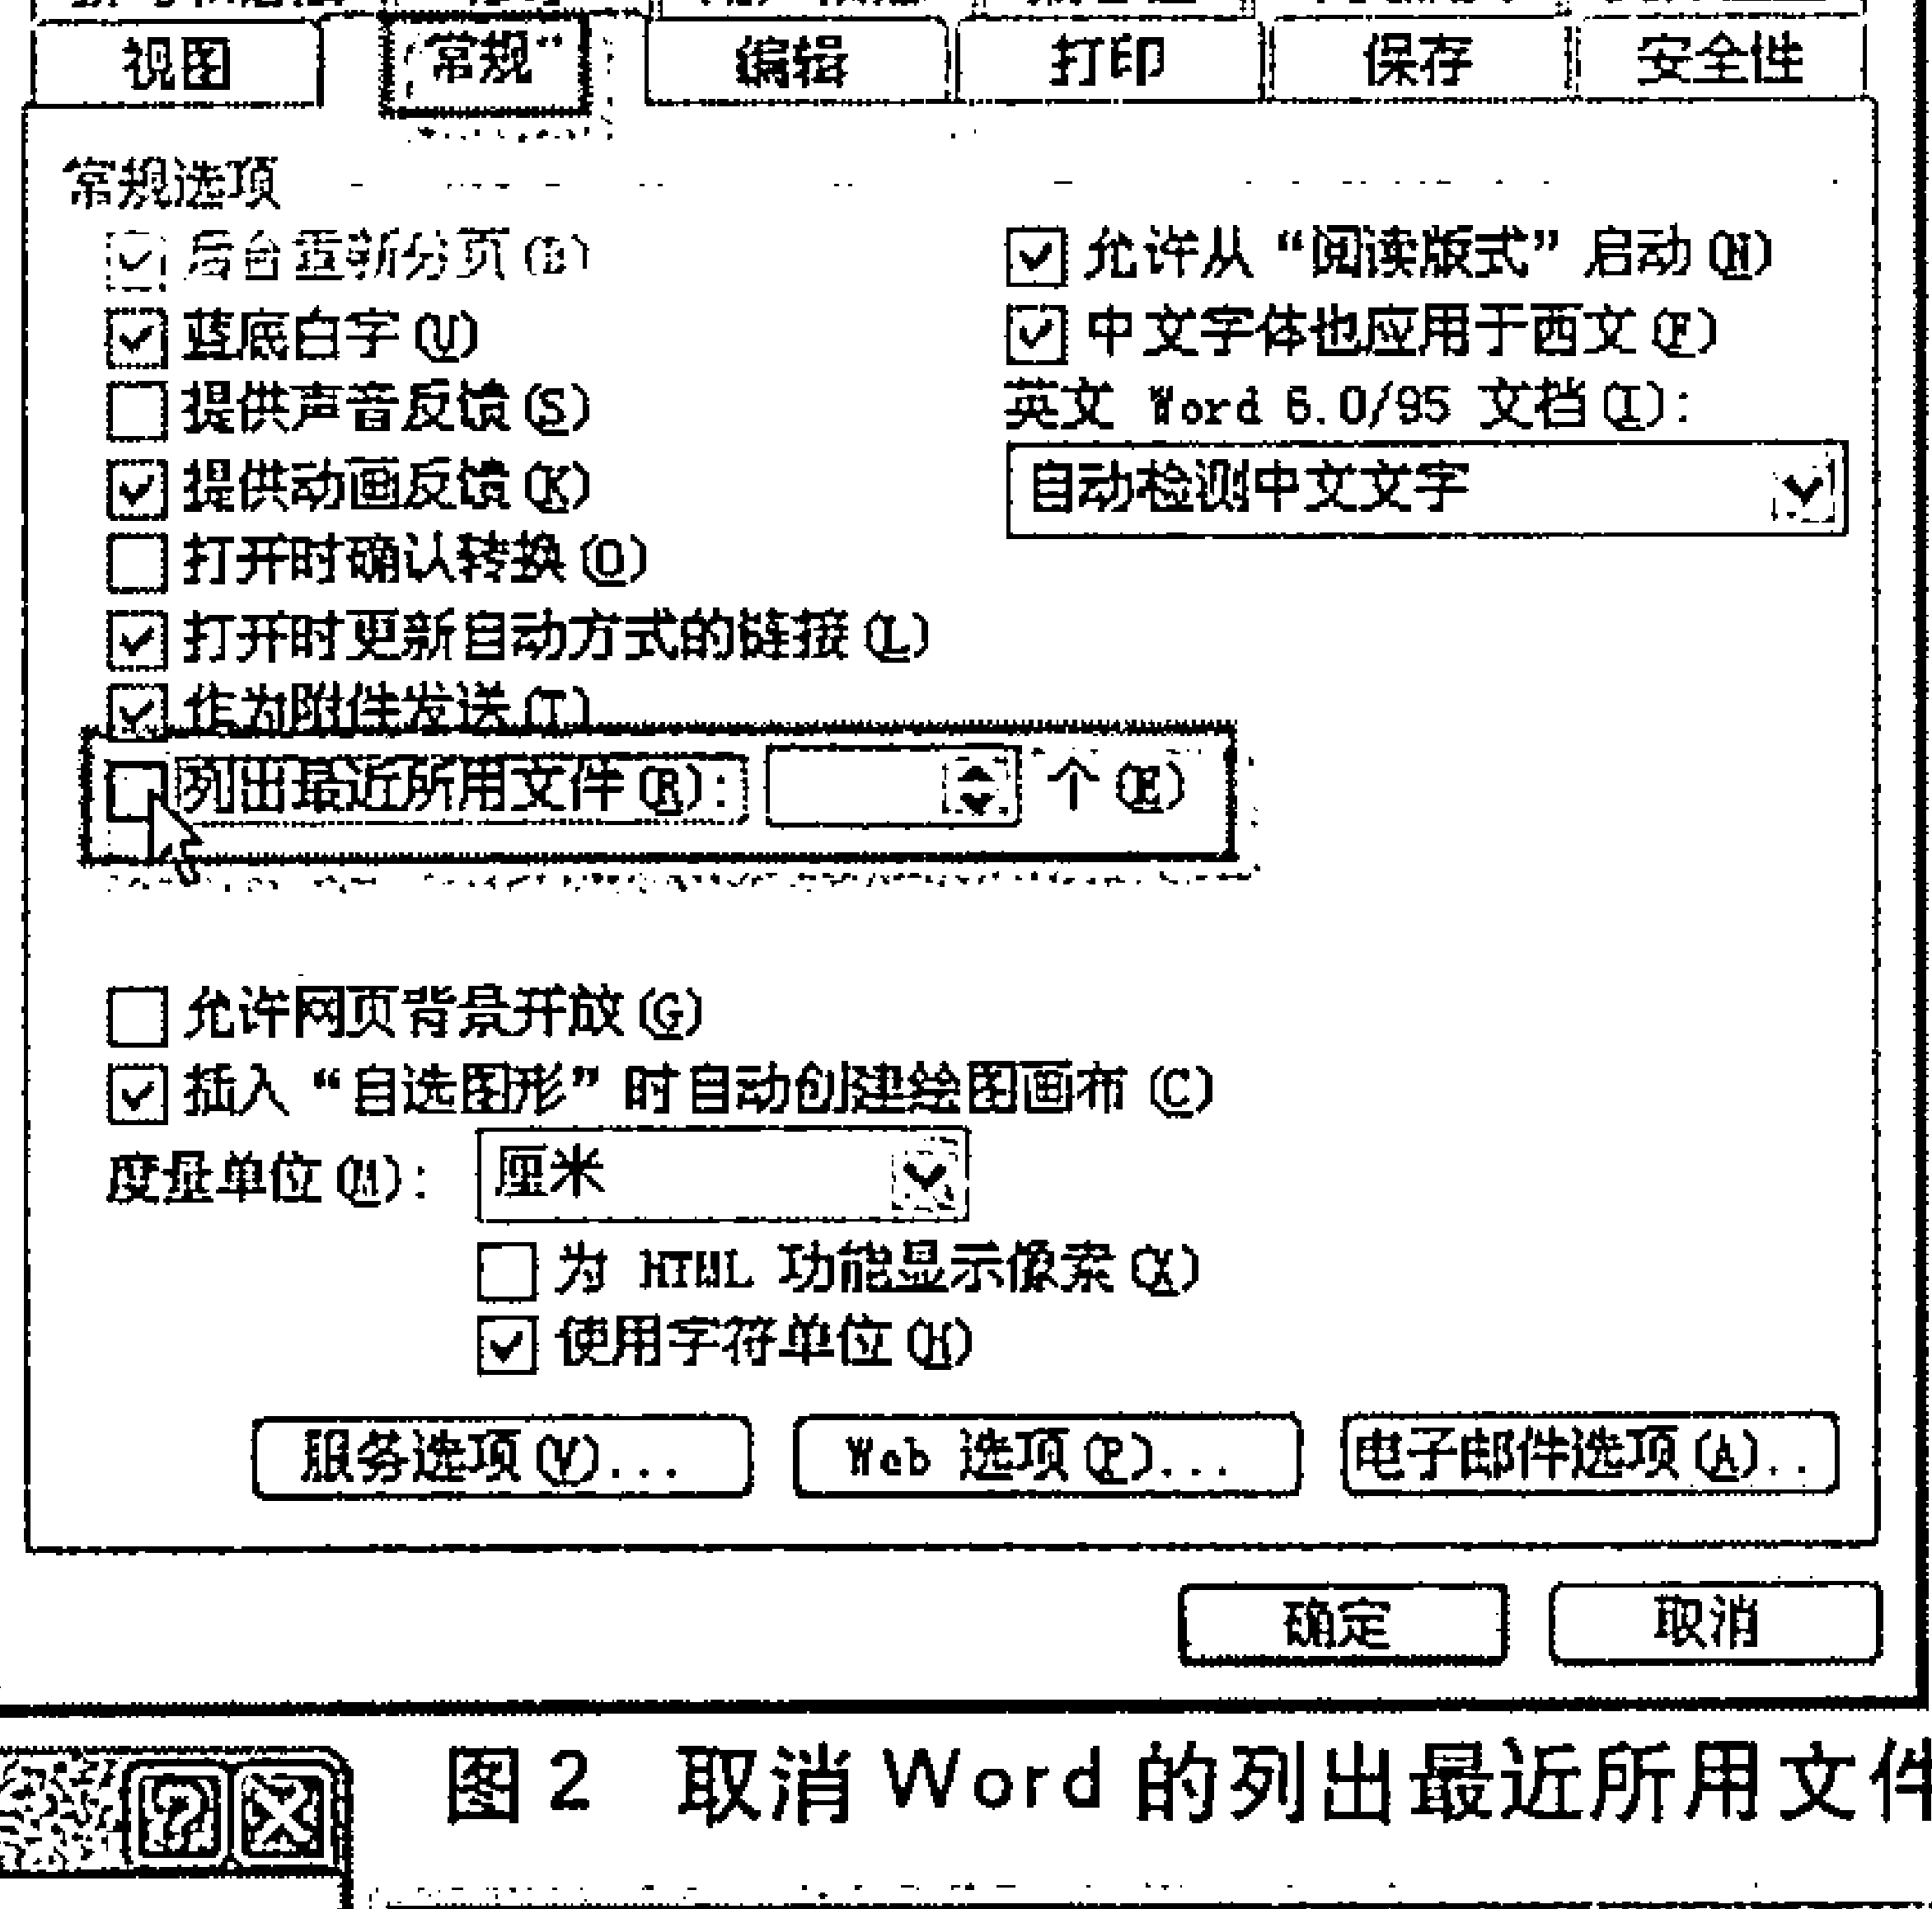 视图 常规 编辑 打印 保存 安全性
常规选项
后台重新分页(B)
蓝底白字(U)
提供声音反馈(S)
提供动画反馈(K)
打开时确认转换(O)
打开时更新自动方式的链接(L)
作为附件发送(T)
列出最近所用文件(R): 个(E)
允许网页背景开放(G)
插入“自选图形”时自动创建绘图画布(C)
度量单位(M): 厘米
为 HTML 功能显示像素(X)
使用字符单位(H)
允许从“阅读版式”启动(N)
中文字体也应用于西文(F)
英文 Word 6.0/95 文档(I):
自动检测中文文字
服务选项(V)... Web 选项(P)... 电子邮件选项(A)..
确定 取消
图2 取消Word的列出最近所用文件